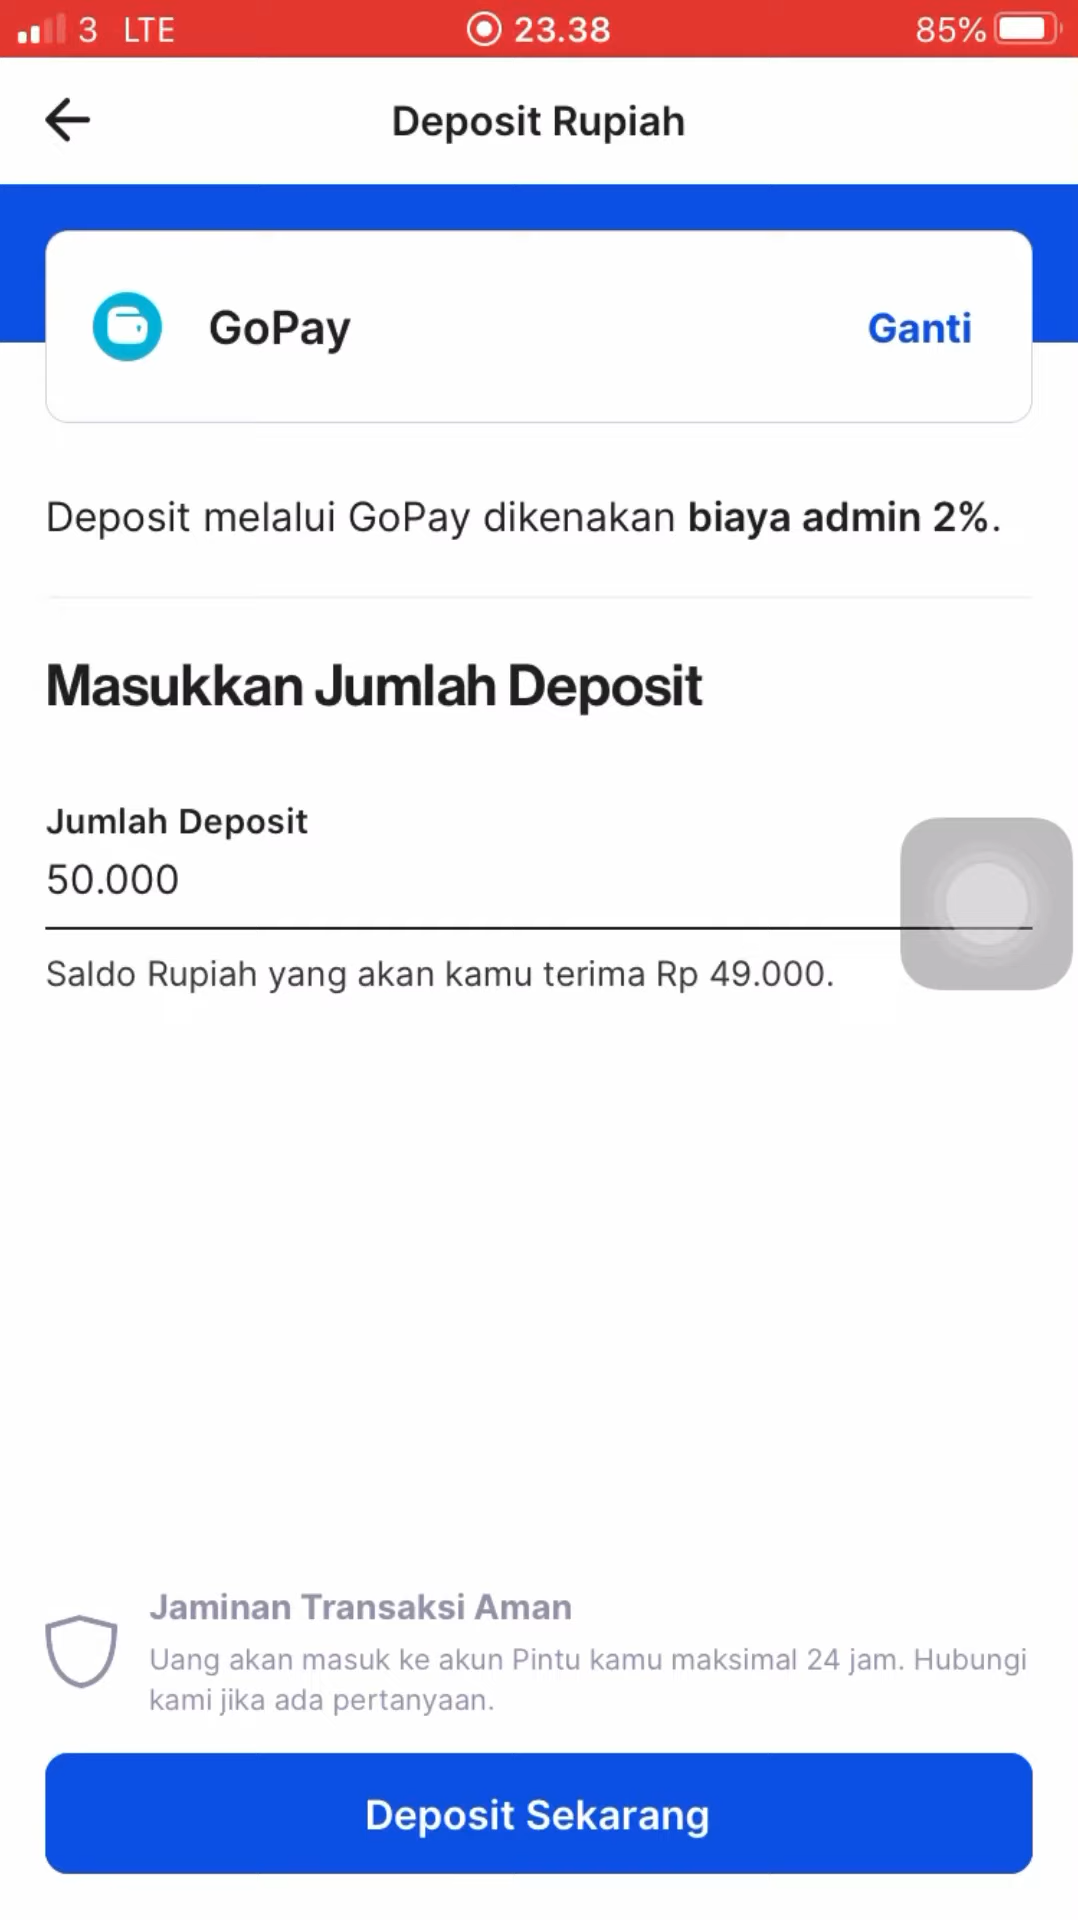 3 LTE 23.38 85%
Deposit Rupiah
GoPay Ganti
Deposit melalui GoPay dikenakan biaya admin 2%.
Masukkan Jumlah Deposit
Jumlah Deposit
50.000
Saldo Rupiah yang akan kamu terima Rp 49.000.
Jaminan Transaksi Aman
Uang akan masuk ke akun Pintu kamu maksimal 24 jam. Hubungi
kami jika ada pertanyaan.
Deposit Sekarang